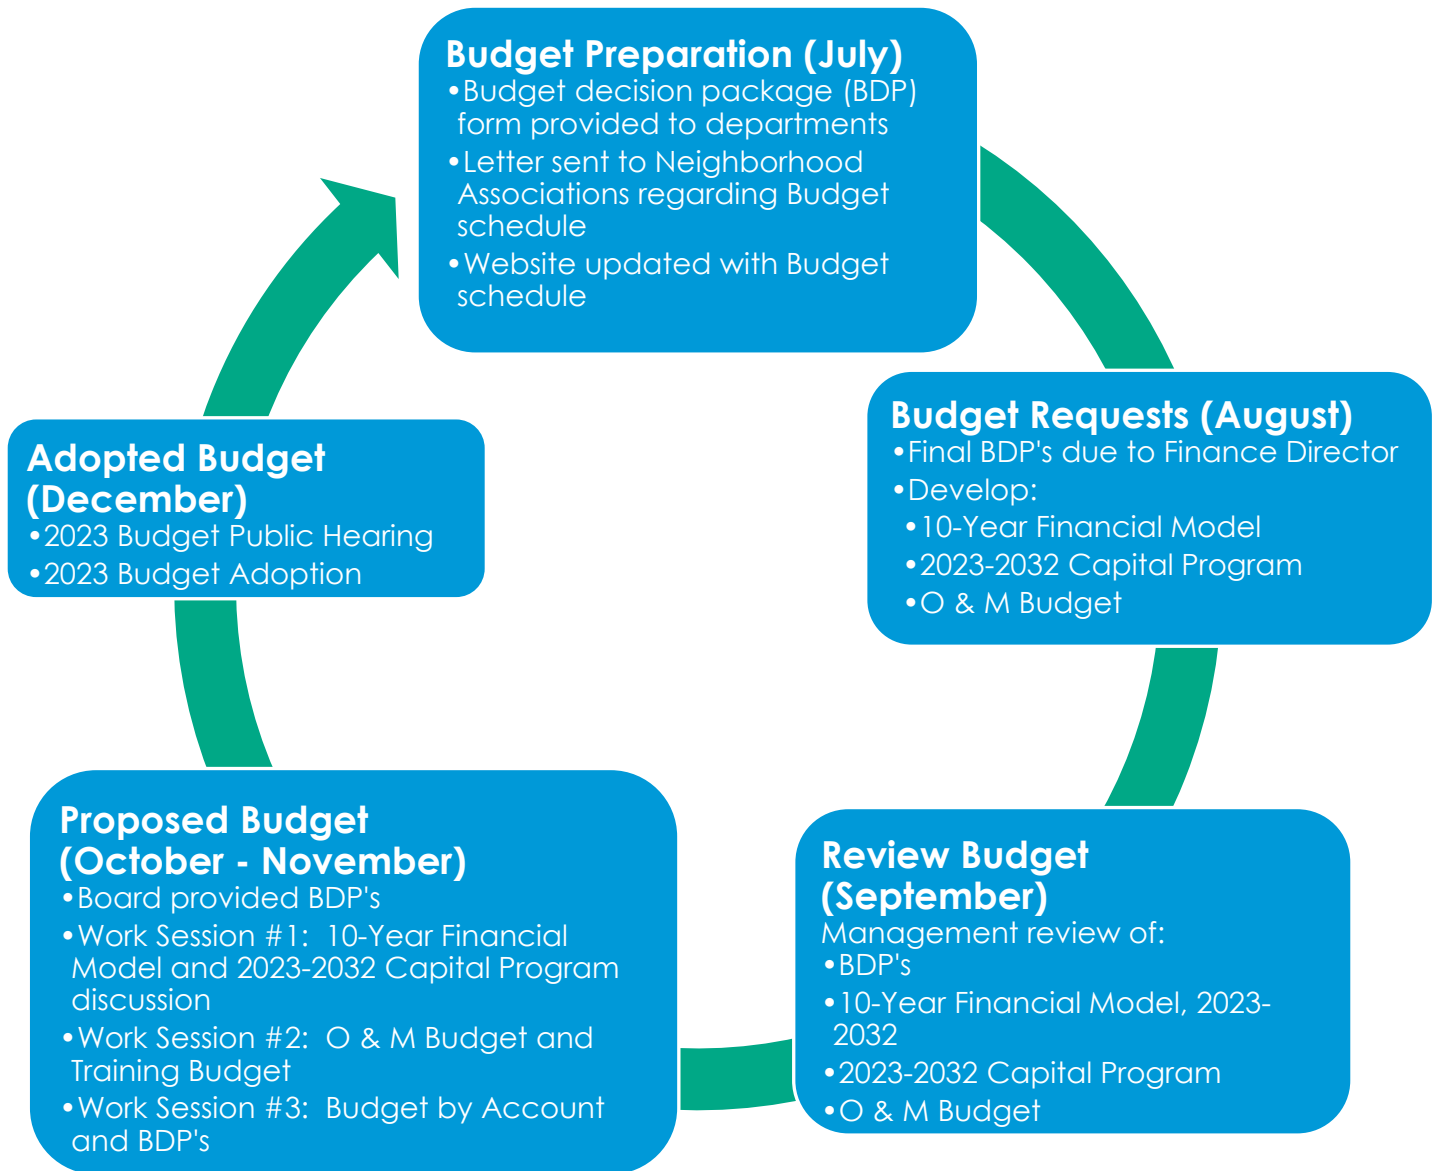 Budget Preparation (July)
•Budget decision package (BDP)
form provided to departments
•Letter sent to Neighborhood
Associations regarding Budget
schedule
•Website updated with Budget
schedule
Budget Requests (August)
•Final BDP's due to Finance Director
•Develop:
•10-Year Financial Model
•2023-2032 Capital Program
•O & M Budget
Review Budget
(September)
Management review of:
•BDP's
•10-Year Financial Model, 2023-
2032
•2023-2032 Capital Program
•O & M Budget
Proposed Budget
(October - November)
•Board provided BDP's
•Work Session #1:  10-Year Financial
Model and 2023-2032 Capital Program
discussion
•Work Session #2:  O & M Budget and
Training Budget
•Work Session #3:  Budget by Account
and BDP's
Adopted Budget
(December)
•2023 Budget Public Hearing
•2023 Budget Adoption